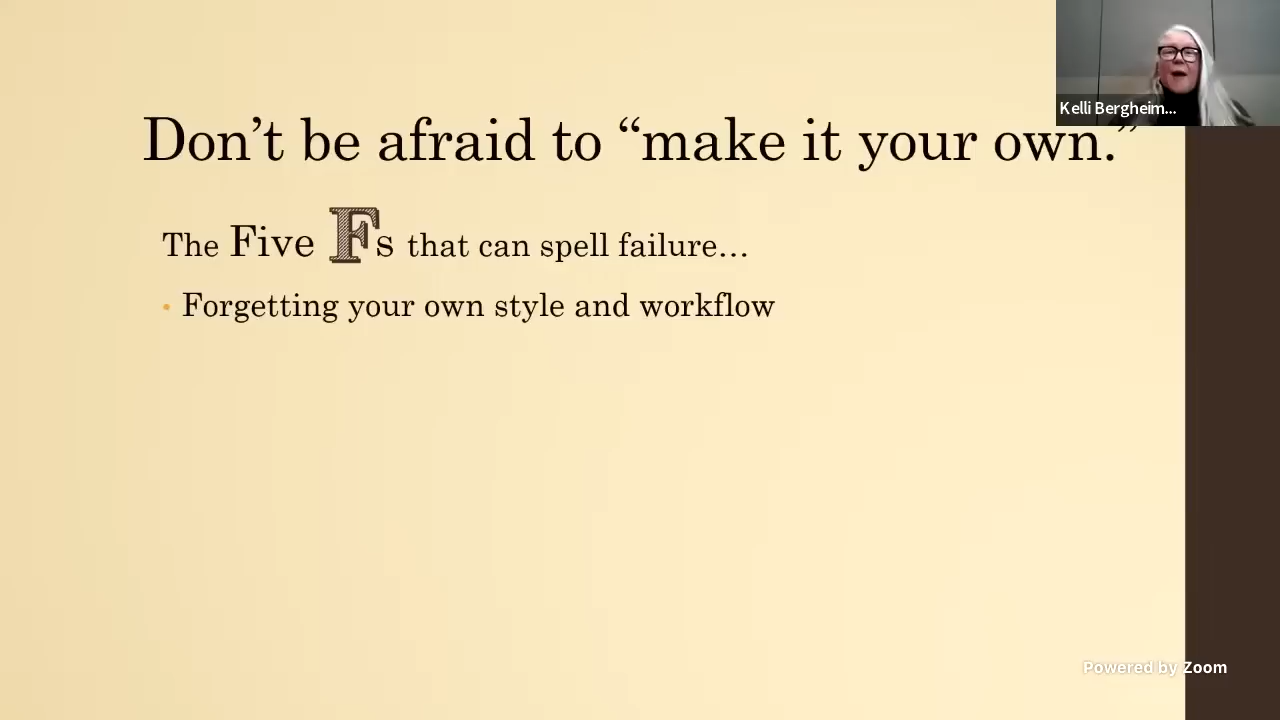 Kelli Bergheim...
Don’t be afraid to “make it your own.”
The Five Fs that can spell failure…
• Forgetting your own style and workflow
Powered by Zoom